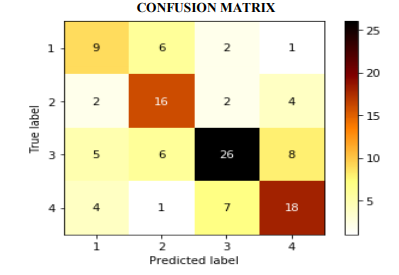 CONFUSION MATRIX
1 9 6 2 1
2 2 16 2 4
3 5 6 26 8
4 4 1 7 18
1 2 3 4
True label
Predicted label
25
20
15
10
5